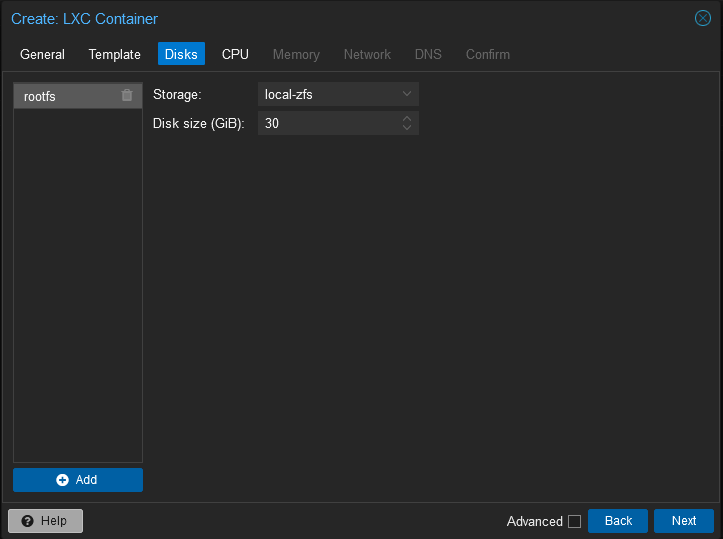 Create: LXC Container
General Template Disks CPU Memory Network DNS Confirm
rootfs
Storage: local-zfs
Disk size (GiB): 30
Add
Help Advanced Back Next